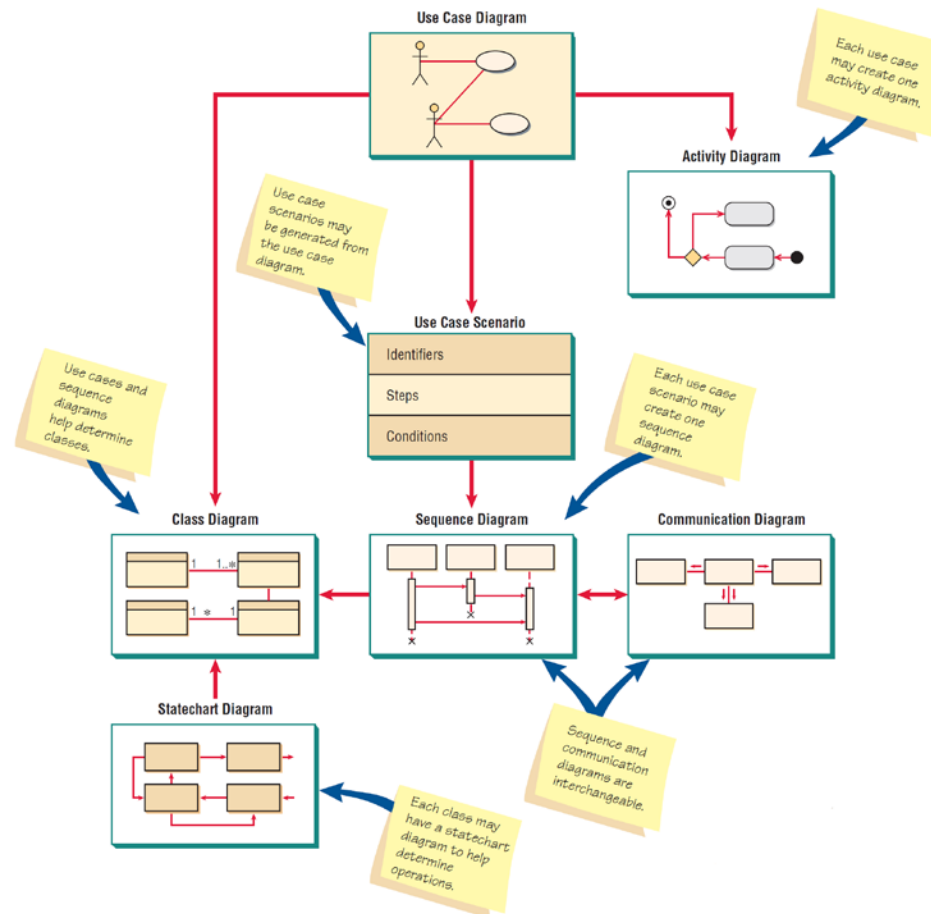 Use Case Diagram
Each use case
may create one
activity diagram.
Activity Diagram
Use case
scenarios may
be generated from
the use case
diagram.
Use Case Scenario
Identifiers
Steps
Conditions
Use cases and
sequence
diagrams
help determine
classes.
Each use case
scenario may
create one
sequence
diagram.
Class Diagram
1 1..*
1 * 1
Sequence Diagram
Communication Diagram
Statechart Diagram
Sequence and
communication
diagrams are
interchangeable.
Each class may
have a statechart
diagram to help
determine
operations.